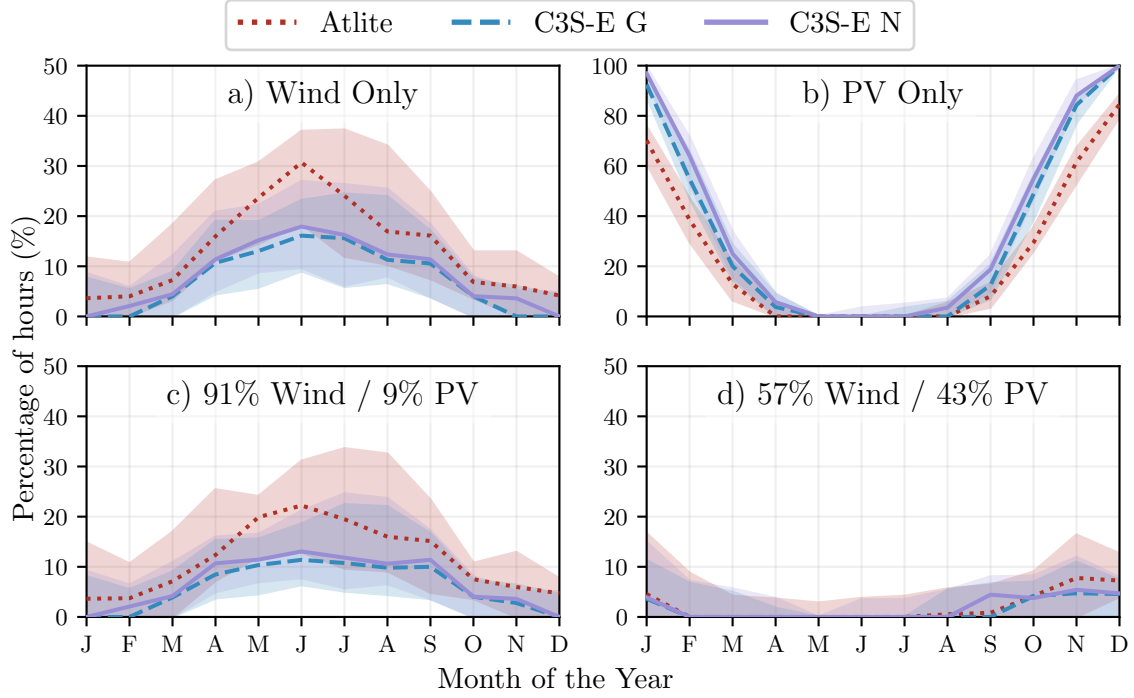 Atlite C3S-E G C3S-E N
Percentage of hours (%)
a) Wind Only
50
40
30
20
10
0
J F M A M J J A S O N D
b) PV Only
100
80
60
40
20
0
J F M A M J J A S O N D
c) 91% Wind / 9% PV
50
40
30
20
10
0
J F M A M J J A S O N D
d) 57% Wind / 43% PV
50
40
30
20
10
0
J F M A M J J A S O N D
Month of the Year